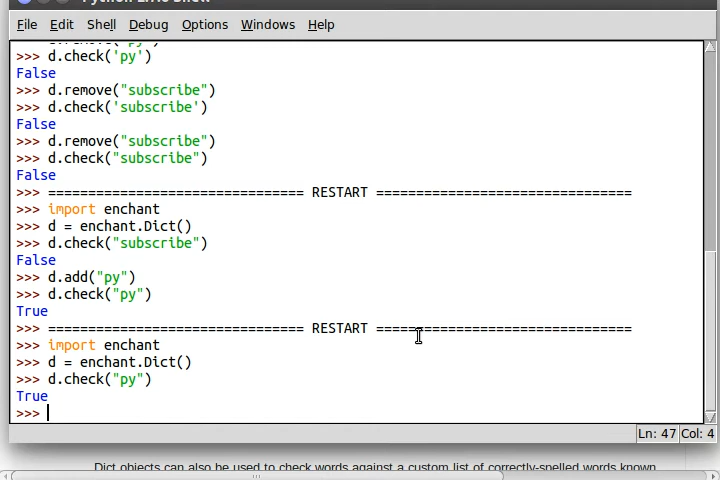 File Edit Shell Debug Options Windows Help
>>> d.check('py')
False
>>> d.remove("subscribe")
>>> d.check('subscribe')
False
>>> d.remove("subscribe")
>>> d.check("subscribe")
False
>>> ================================ RESTART ================================
>>> import enchant
>>> d = enchant.Dict()
>>> d.check("subscribe")
False
>>> d.add("py")
>>> d.check("py")
True
>>> ================================ RESTART ================================
>>> import enchant
>>> d = enchant.Dict()
>>> d.check("py")
True
>>>
Ln: 47 Col: 4
Dict objects can also be used to check words against a custom list of correctly-spelled words known